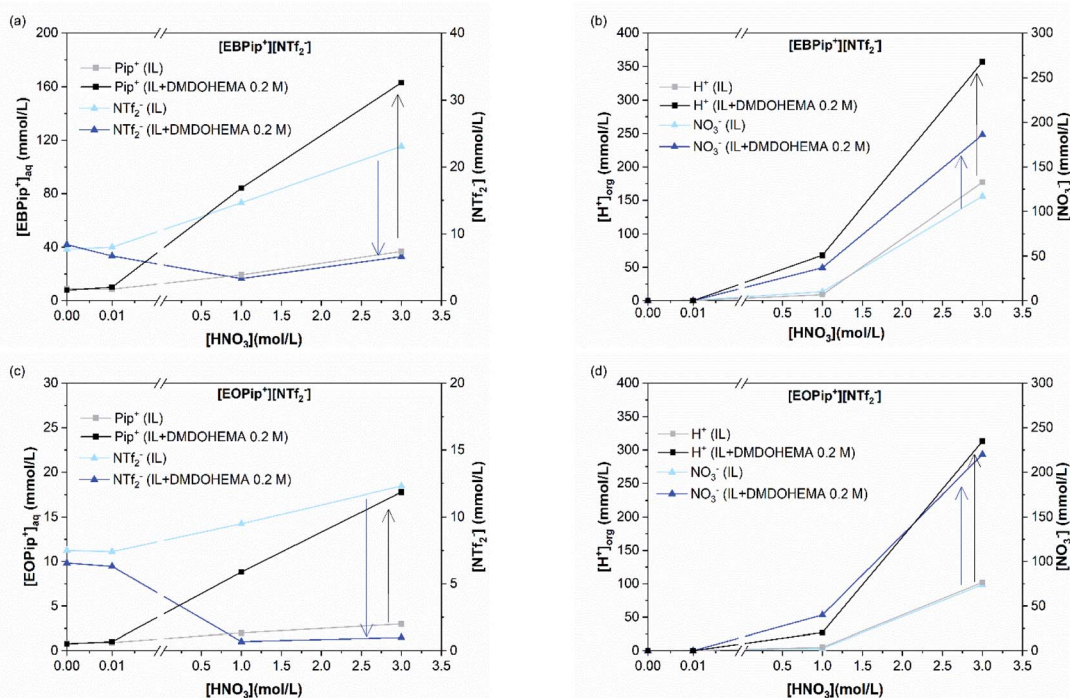 (a)
[EBPip⁺][NTf₂⁻]
Pip⁺ (IL)
Pip⁺ (IL+DMDOHEMA 0.2 M)
NTf₂⁻ (IL)
NTf₂⁻ (IL+DMDOHEMA 0.2 M)
[EBPip⁺]aq (mmol/L)
200
160
120
80
40
0
40
30
20
10
0
[NTf₂⁻] (mmol/L)
0.00 0.01 0.5 1.0 1.5 2.0 2.5 3.0 3.5
[HNO₃](mol/L)
(b)
[EBPip⁺][NTf₂⁻]
H⁺ (IL)
H⁺ (IL+DMDOHEMA 0.2 M)
NO₃⁻ (IL)
NO₃⁻ (IL+DMDOHEMA 0.2 M)
[H⁺]org (mmol/L)
400
350
300
250
200
150
100
50
0
300
250
200
150
100
50
0
[NO₃⁻] (mmol/L)
0.00 0.01 0.5 1.0 1.5 2.0 2.5 3.0 3.5
[HNO₃](mol/L)
(c)
[EOPip⁺][NTf₂⁻]
Pip⁺ (IL)
Pip⁺ (IL+DMDOHEMA 0.2 M)
NTf₂⁻ (IL)
NTf₂⁻ (IL+DMDOHEMA 0.2 M)
[EOPip⁺]aq (mmol/L)
30
25
20
15
10
5
0
20
15
10
5
0
[NTf₂⁻] (mmol/L)
0.00 0.01 0.5 1.0 1.5 2.0 2.5 3.0 3.5
[HNO₃](mol/L)
(d)
[EOPip⁺][NTf₂⁻]
H⁺ (IL)
H⁺ (IL+DMDOHEMA 0.2 M)
NO₃⁻ (IL)
NO₃⁻ (IL+DMDOHEMA 0.2 M)
[H⁺]org (mmol/L)
400
350
300
250
200
150
100
50
0
300
250
200
150
100
50
0
[NO₃⁻] (mmol/L)
0.00 0.01 0.5 1.0 1.5 2.0 2.5 3.0 3.5
[HNO₃](mol/L)